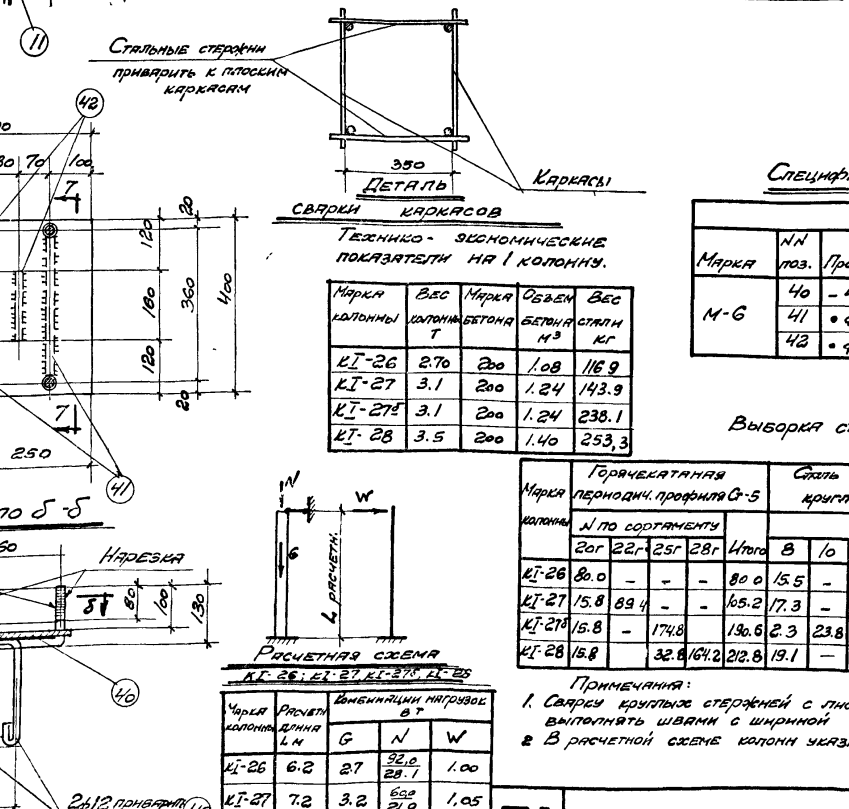 11
Стальные стержни
приварить к плоским
каркасам
350
Каркасы
Деталь
сварки каркасов
42
70
100
7
20
120
160
120
20
360
400
7
250
41
Технико- экономические
показатели на 1 колонну.
Марка колонны | Вес колонны Т | Марка бетона | Объем бетона м³ | Вес стали кг
КI-26 2.70 200 1.08 116.9
КI-27 3.1 200 1.24 143.9
КI-27б 3.1 200 1.24 238.1
КI-28 3.5 200 1.40 253,3
Марка
NN
поз.
М-6
40
41
42
по б-б
Нарезка
б
80
100
130
40
N
G
W
L расчетн.
Расчетная схема
КI-26; КI-27, КI-27б, КI-28
Марка колонны
Расчетн длина L м
Комбинации нагрузок
в т
G N W
КI-26 6.2 2.7 92,0/28.1 1.00
КI-27 7.2 3.2 1,05
Выборка
Марка
колонны
Горячекатаная
периодич. профиля Ст-5
Сталь
N по сортаменту
20г 22г 25г 28г Итого 8 10
КI-26 80.0 – – – 80.0 15.5 –
КI-27 15.8 89.4 – – 105.2 17.3 –
КI-27б 15.8 – 174.8 190.6 2.3 23.8
КI-28 15.8 32.8 164.2 212.8 19.1 –
Примечания:
1. Сварку круглых стержней с
выполнять швами с шириной
2 В расчетной схеме колонн
2ф12 приварить